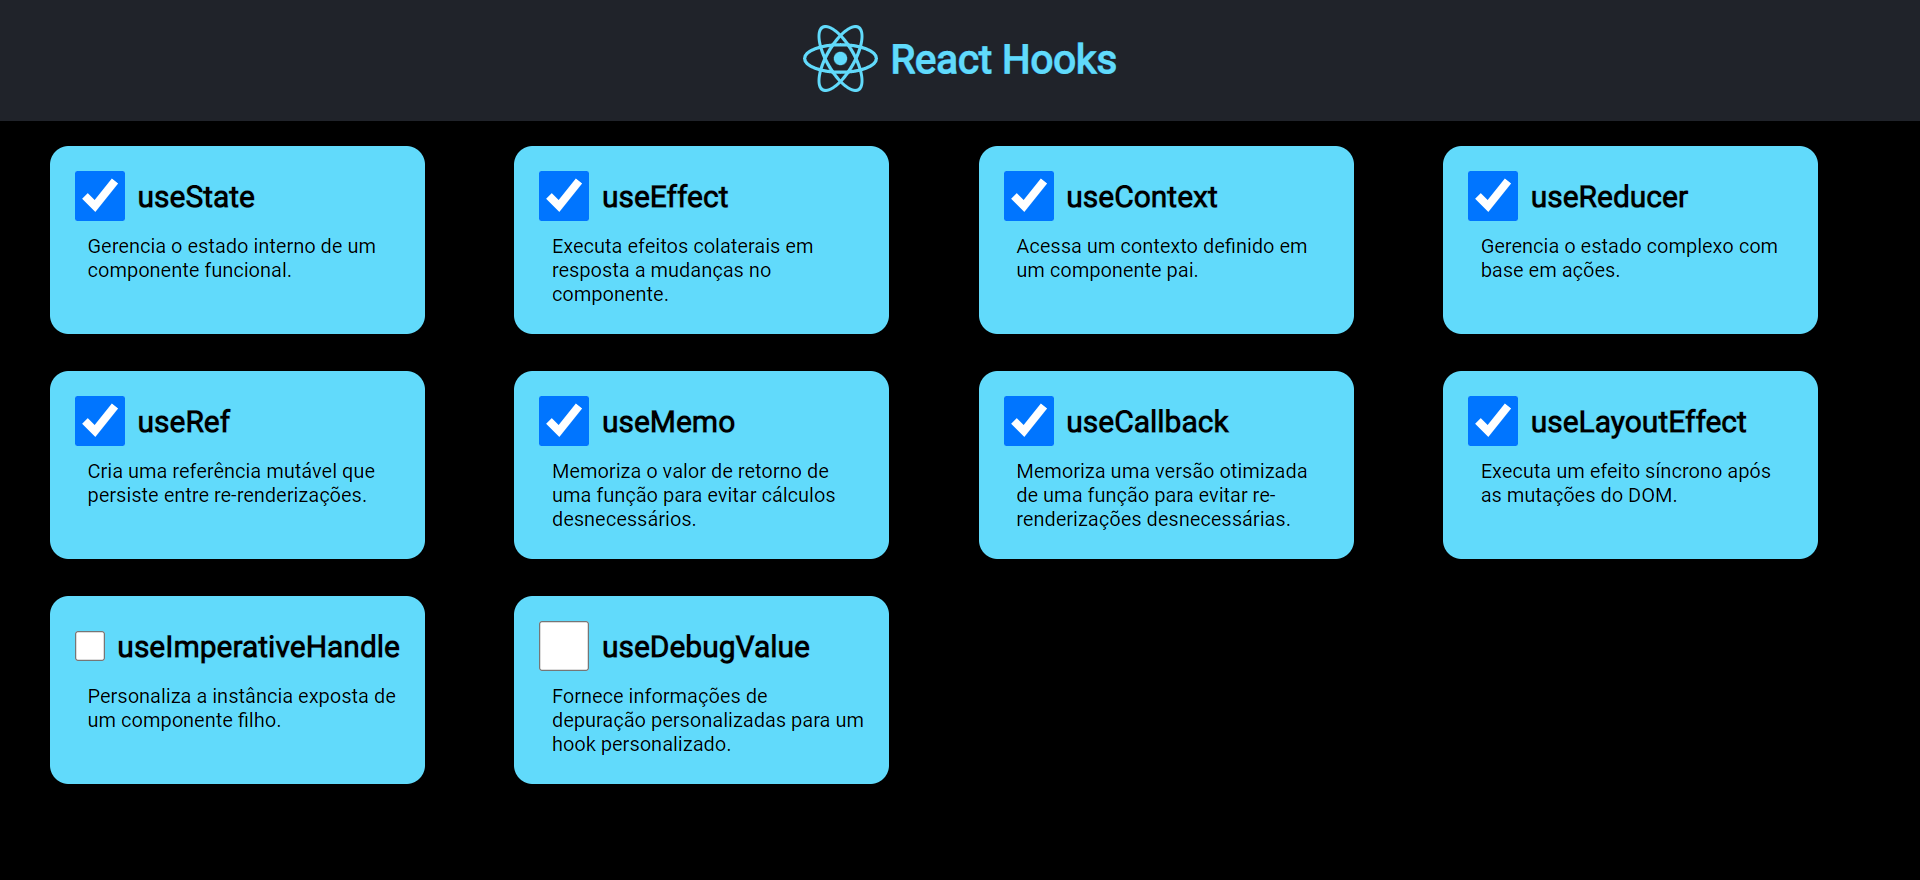 React Hooks
useState
Gerencia o estado interno de um
componente funcional.
useEffect
Executa efeitos colaterais em
resposta a mudanças no
componente.
useContext
Acessa um contexto definido em
um componente pai.
useReducer
Gerencia o estado complexo com
base em ações.
useRef
Cria uma referência mutável que
persiste entre re-renderizações.
useMemo
Memoriza o valor de retorno de
uma função para evitar cálculos
desnecessários.
useCallback
Memoriza uma versão otimizada
de uma função para evitar re-
renderizações desnecessárias.
useLayoutEffect
Executa um efeito síncrono após
as mutações do DOM.
useImperativeHandle
Personaliza a instância exposta de
um componente filho.
useDebugValue
Fornece informações de
depuração personalizadas para um
hook personalizado.